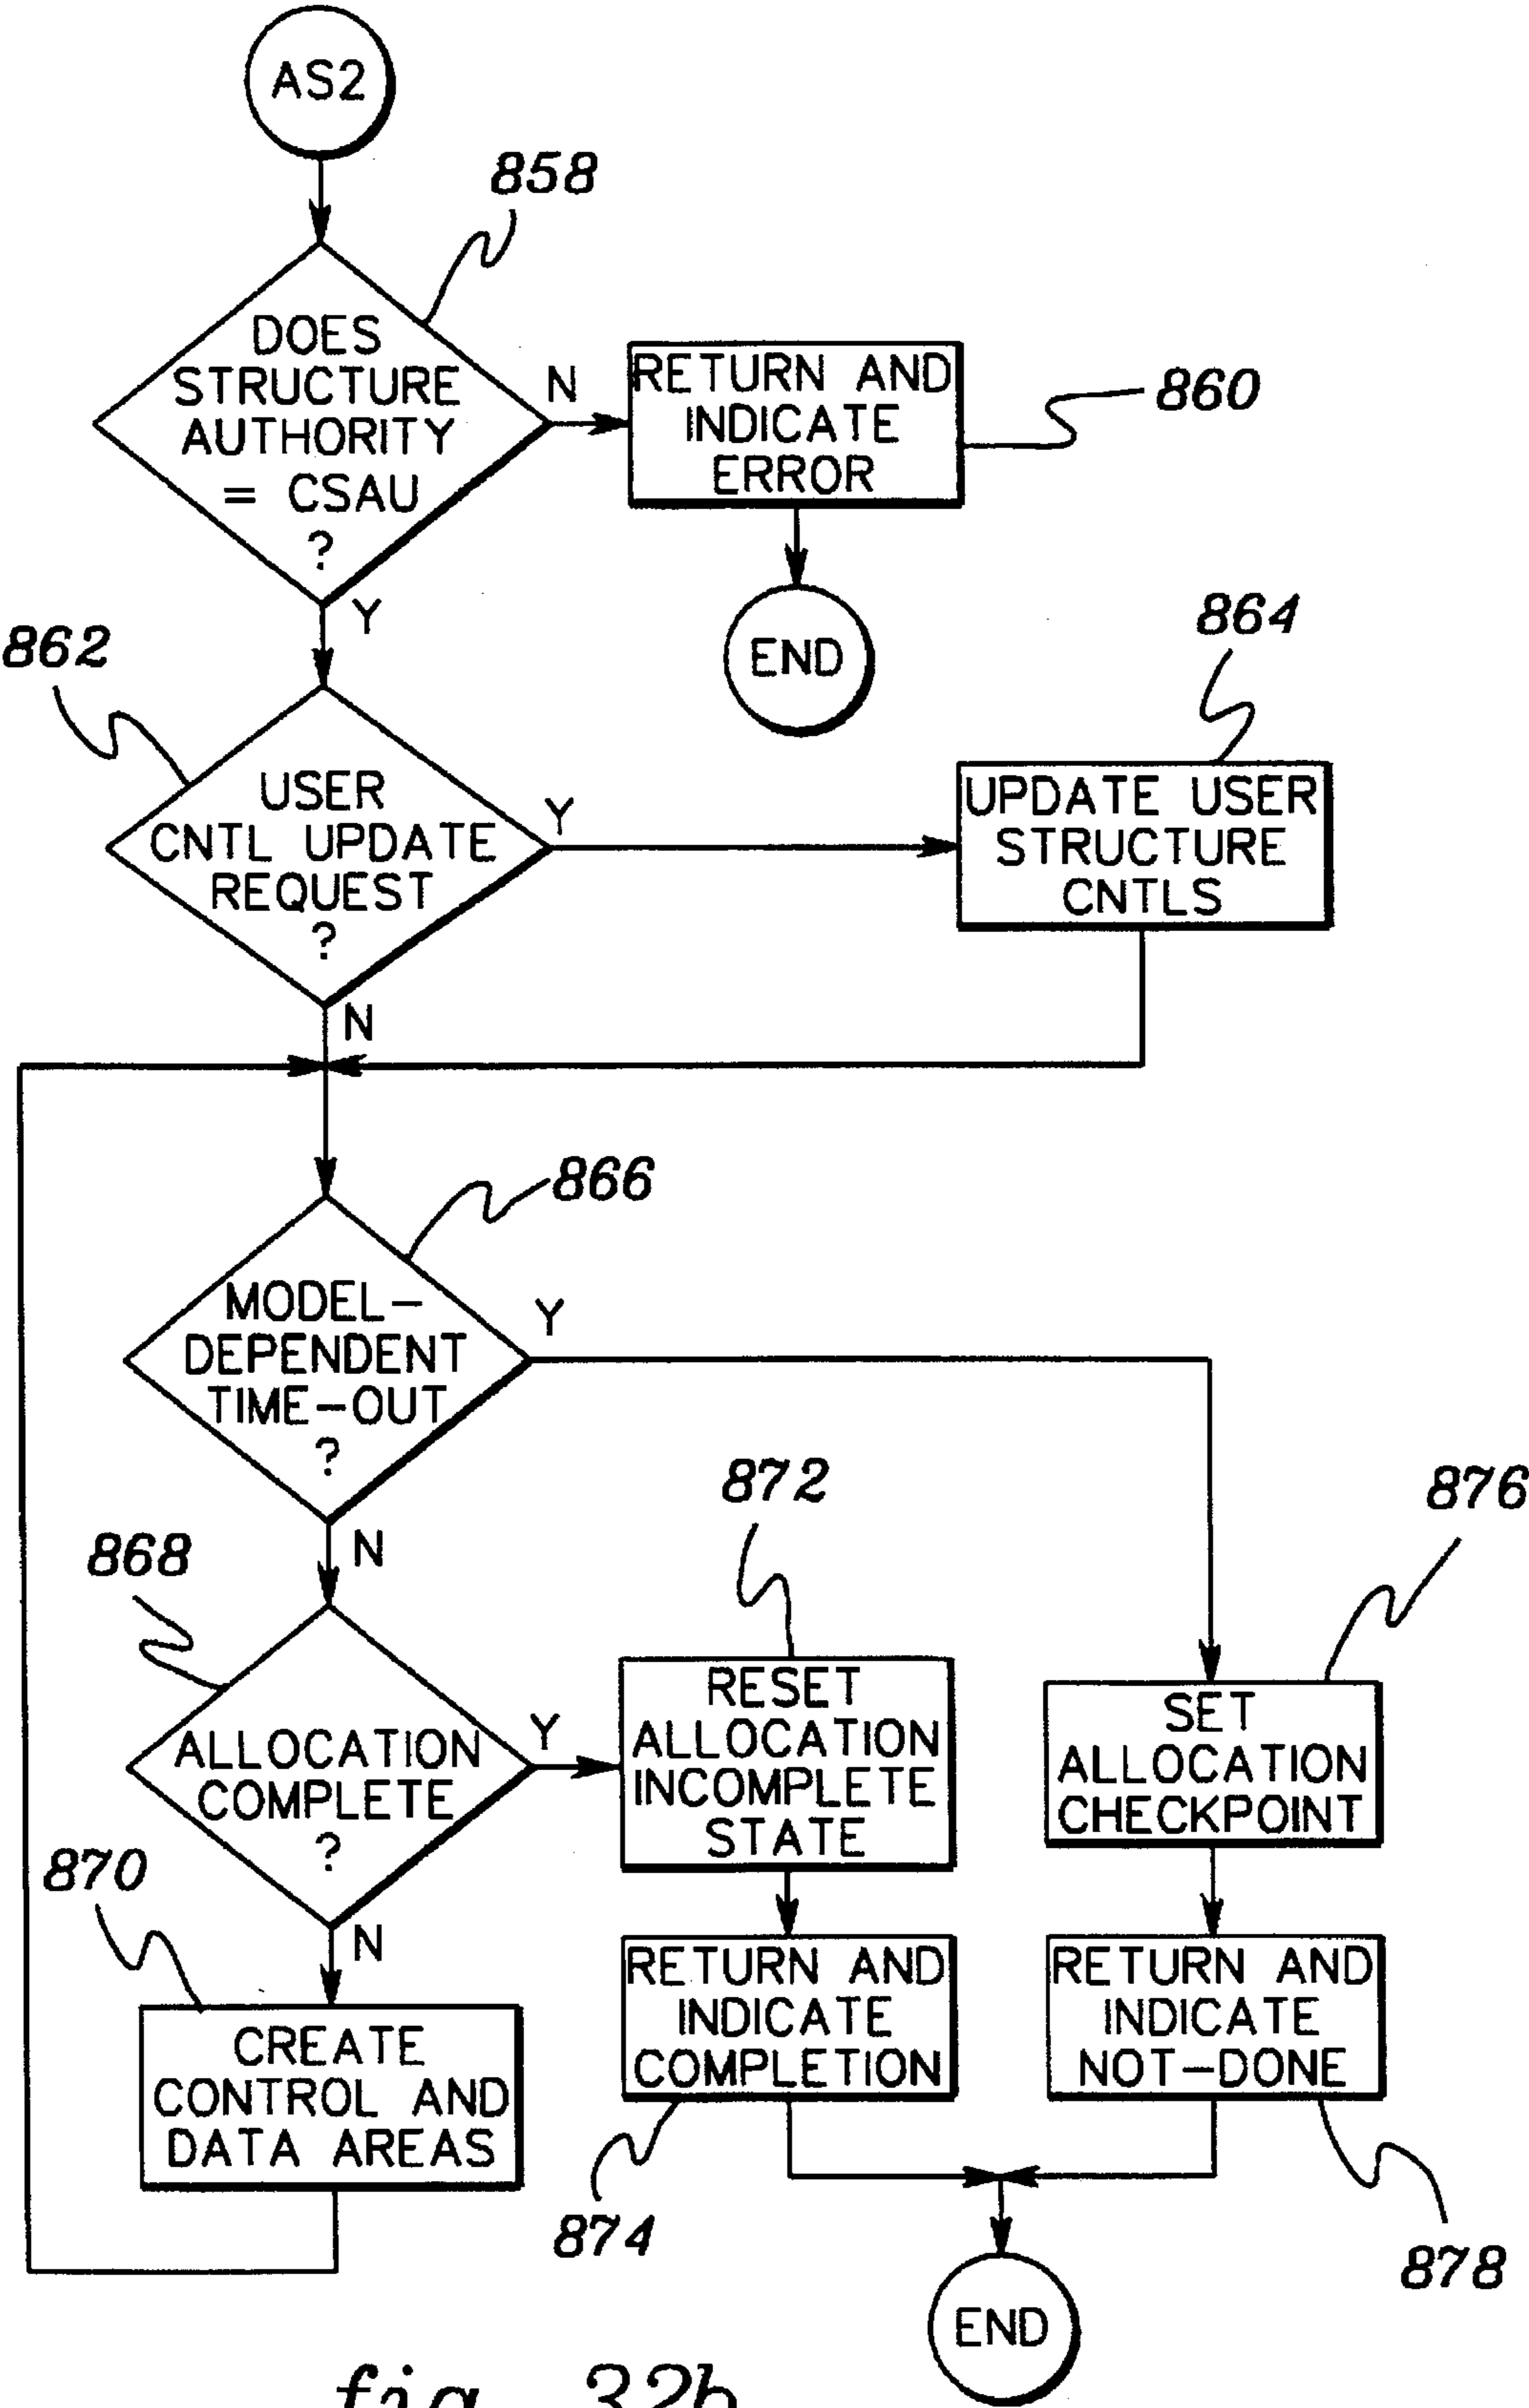 AS2
858
DOES
STRUCTURE
AUTHORITY
= CSAU
?
N
RETURN AND
INDICATE
ERROR
860
END
Y
862
USER
CNTL UPDATE
REQUEST
?
Y
864
UPDATE USER
STRUCTURE
CNTLS
N
866
MODEL-
DEPENDENT
TIME-OUT
?
Y
N
868
ALLOCATION
COMPLETE
?
Y
872
RESET
ALLOCATION
INCOMPLETE
STATE
876
SET
ALLOCATION
CHECKPOINT
N
870
CREATE
CONTROL AND
DATA AREAS
RETURN AND
INDICATE
COMPLETION
874
RETURN AND
INDICATE
NOT-DONE
878
END
fig. 32b